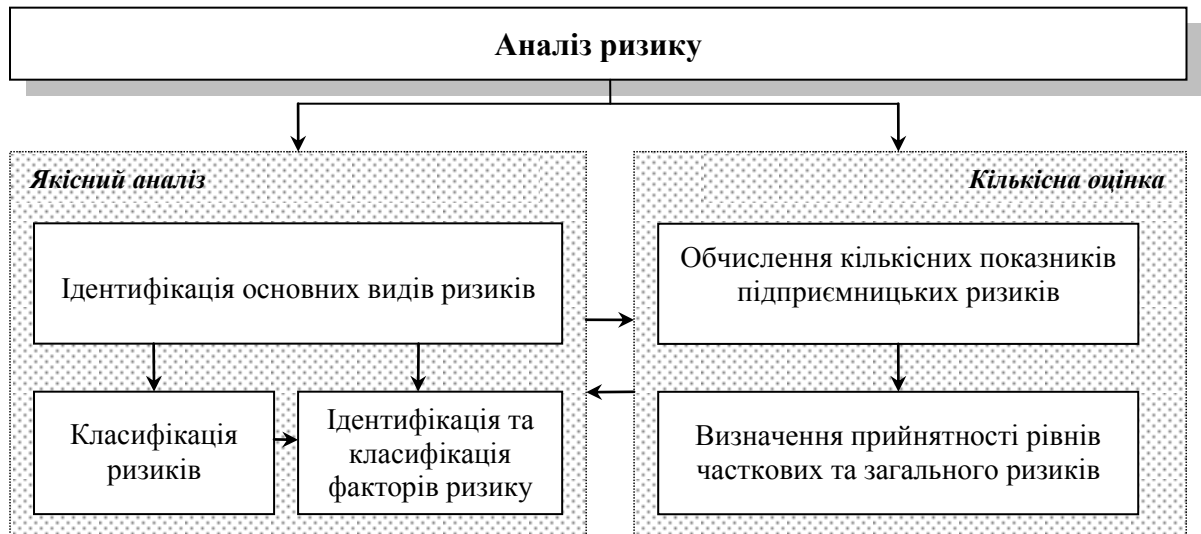 Аналіз ризику
Якісний аналіз
Ідентифікація основних видів ризиків
Класифікація
ризиків
Ідентифікація та
класифікація
факторів ризику
Кількісна оцінка
Обчислення кількісних показників
підприємницьких ризиків
Визначення прийнятності рівнів
часткових та загального ризиків